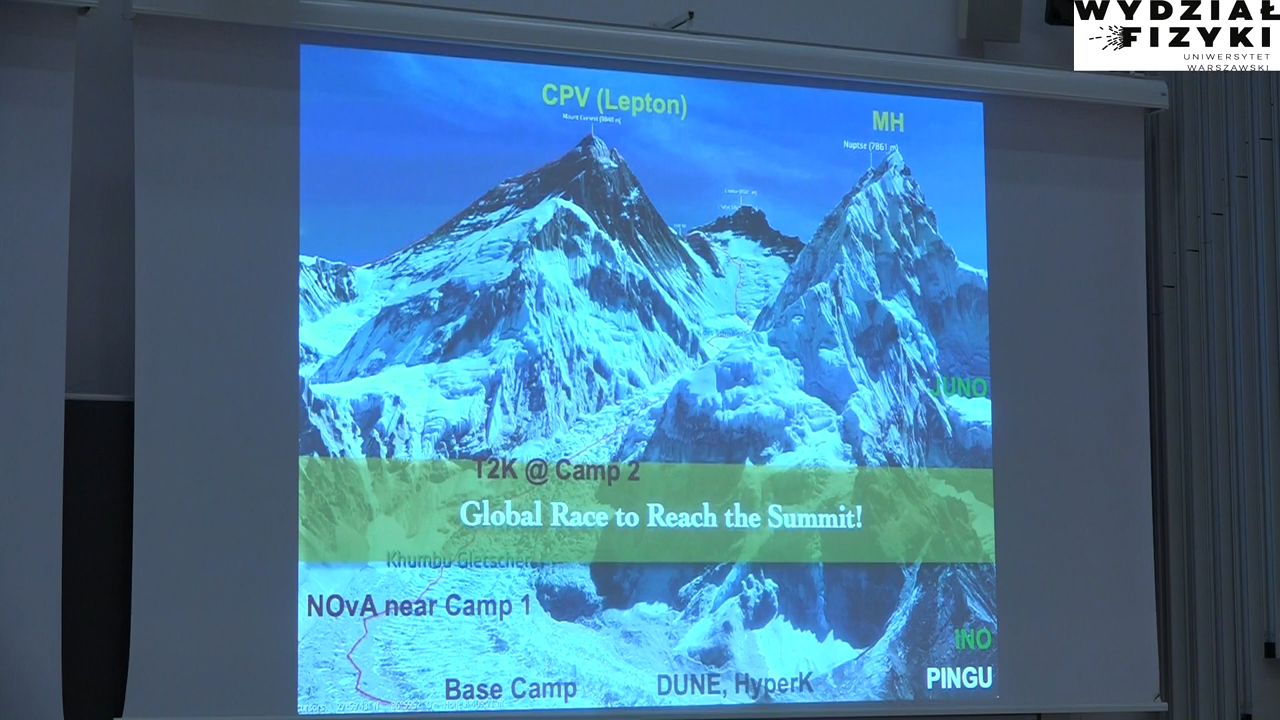 WYDZIAŁ
FIZYKI
UNIWERSYTET
WARSZAWSKI
CPV (Lepton)
MH
Nuptse (7861 m)
JUNO
T2K @ Camp 2
Global Race to Reach the Summit!
Khumbu Gletscher
NOvA near Camp 1
INO
PINGU
Base Camp
DUNE, HyperK